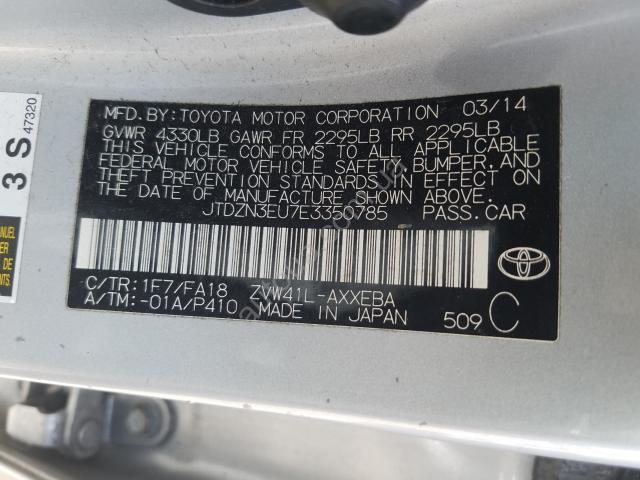 MFD. BY: TOYOTA MOTOR CORPORATION 03/14
GVWR 4330LB GAWR FR 2295LB RR 2295LB
THIS VEHICLE CONFORMS TO ALL APPLICABLE
FEDERAL MOTOR VEHICLE SAFETY, BUMPER, AND
THEFT PREVENTION STANDARDS IN EFFECT ON
THE DATE OF MANUFACTURE SHOWN ABOVE.
JTDZN3EU7E3350785 PASS. CAR
C/TR: 1F7/FA18 ZVW41L-AXXEBA
A/TM: -01A/P410 MADE IN JAPAN 509 C
3 S 47320
MANUEL
DE